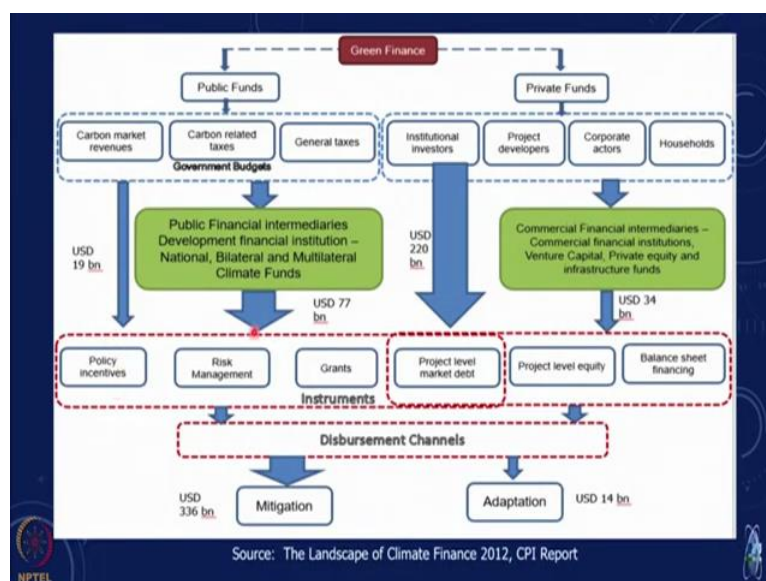 Green Finance
Public Funds
Private Funds
Carbon market
revenues
Carbon related
taxes
General taxes
Government Budgets
Institutional
investors
Project
developers
Corporate
actors
Households
USD
19 bn
Public Financial intermediaries
Development financial institution –
National, Bilateral and Multilateral
Climate Funds
USD
220
bn
Commercial Financial intermediaries –
Commercial financial institutions,
Venture Capital, Private equity and
infrastructure funds
USD 77
bn
USD 34
bn
Policy
incentives
Risk
Management
Grants
Project level
market debt
Project level equity
Balance sheet
financing
Instruments
Disbursement Channels
USD
336 bn
Mitigation
Adaptation
USD 14 bn
Source: The Landscape of Climate Finance 2012, CPI Report
NPTEL